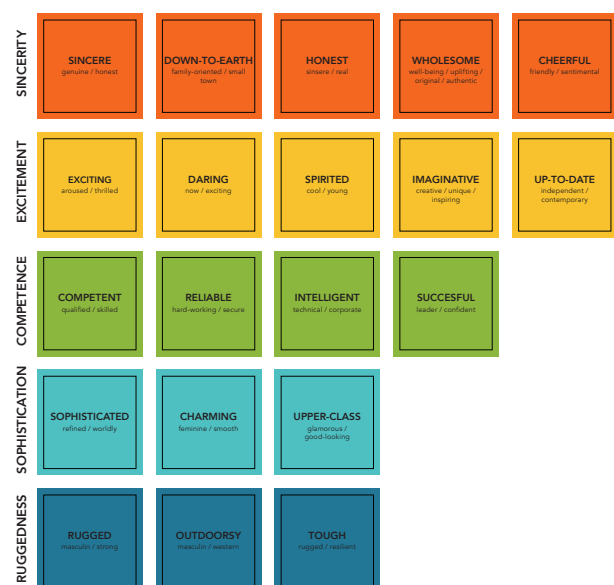 SINCERITY
SINCERE
genuine / honest
DOWN-TO-EARTH
family-oriented / small
town
HONEST
sinsere / real
WHOLESOME
well-being / uplifting /
original / authentic
CHEERFUL
friendly / sentimental
EXCITEMENT
EXCITING
aroused / thrilled
DARING
now / exciting
SPIRITED
cool / young
IMAGINATIVE
creative / unique /
inspiring
UP-TO-DATE
independent /
contemporary
COMPETENCE
COMPETENT
qualified / skilled
RELIABLE
hard-working / secure
INTELLIGENT
technical / corporate
SUCCESFUL
leader / confident
SOPHISTICATION
SOPHISTICATED
refined / worldly
CHARMING
feminine / smooth
UPPER-CLASS
glamorous /
good-looking
RUGGEDNESS
RUGGED
masculin / strong
OUTDOORSY
masculin / western
TOUGH
rugged / resilient